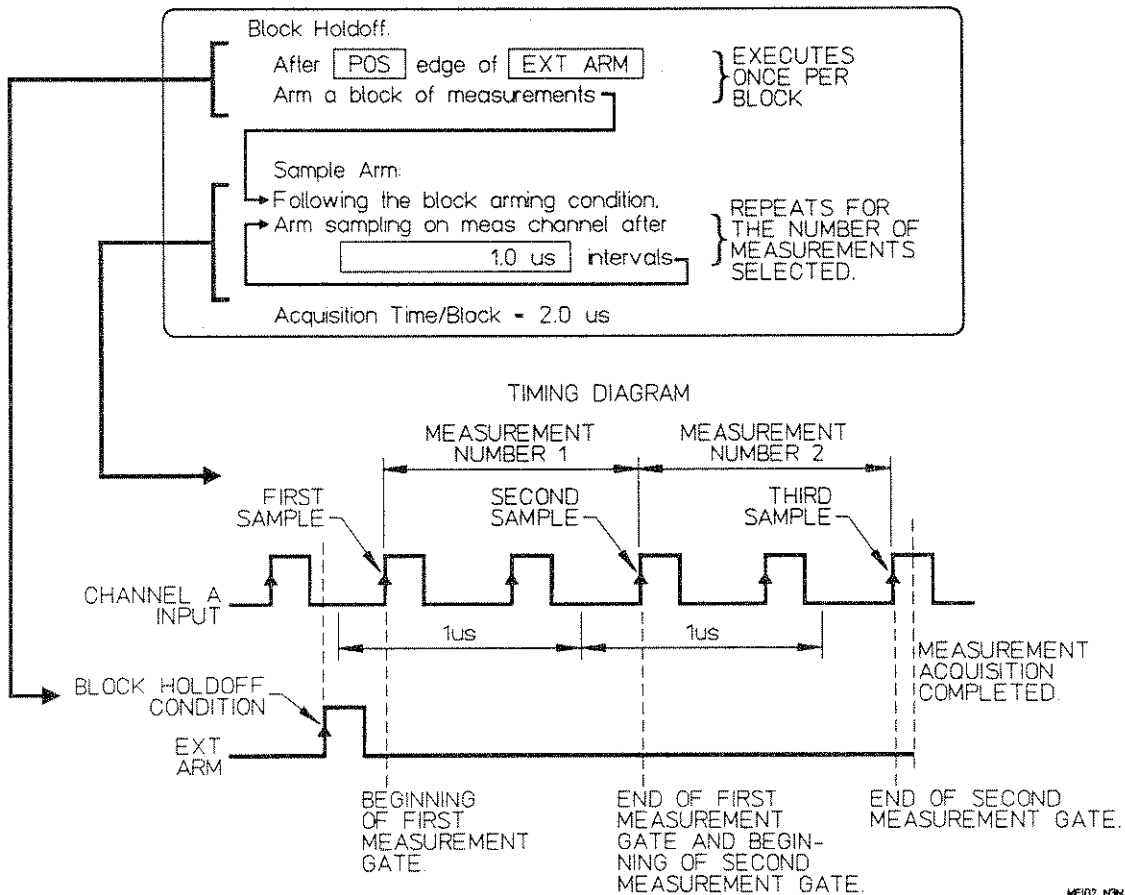 Block Holdoff:
After POS edge of EXT ARM
Arm a block of measurements
EXECUTES
ONCE PER
BLOCK
Sample Arm:
Following the block arming condition,
Arm sampling on meas channel after
1.0 us intervals
REPEATS FOR
THE NUMBER OF
MEASUREMENTS
SELECTED.
Acquisition Time/Block = 2.0 us
TIMING DIAGRAM
MEASUREMENT
NUMBER 1
MEASUREMENT
NUMBER 2
FIRST
SAMPLE
SECOND
SAMPLE
THIRD
SAMPLE
CHANNEL A
INPUT
1us
1us
MEASUREMENT
ACQUISITION
COMPLETED.
BLOCK HOLDOFF
CONDITION
EXT
ARM
BEGINNING
OF FIRST
MEASUREMENT
GATE.
END OF FIRST
MEASUREMENT
GATE AND BEGIN-
NING OF SECOND
MEASUREMENT GATE.
END OF SECOND
MEASUREMENT GATE.